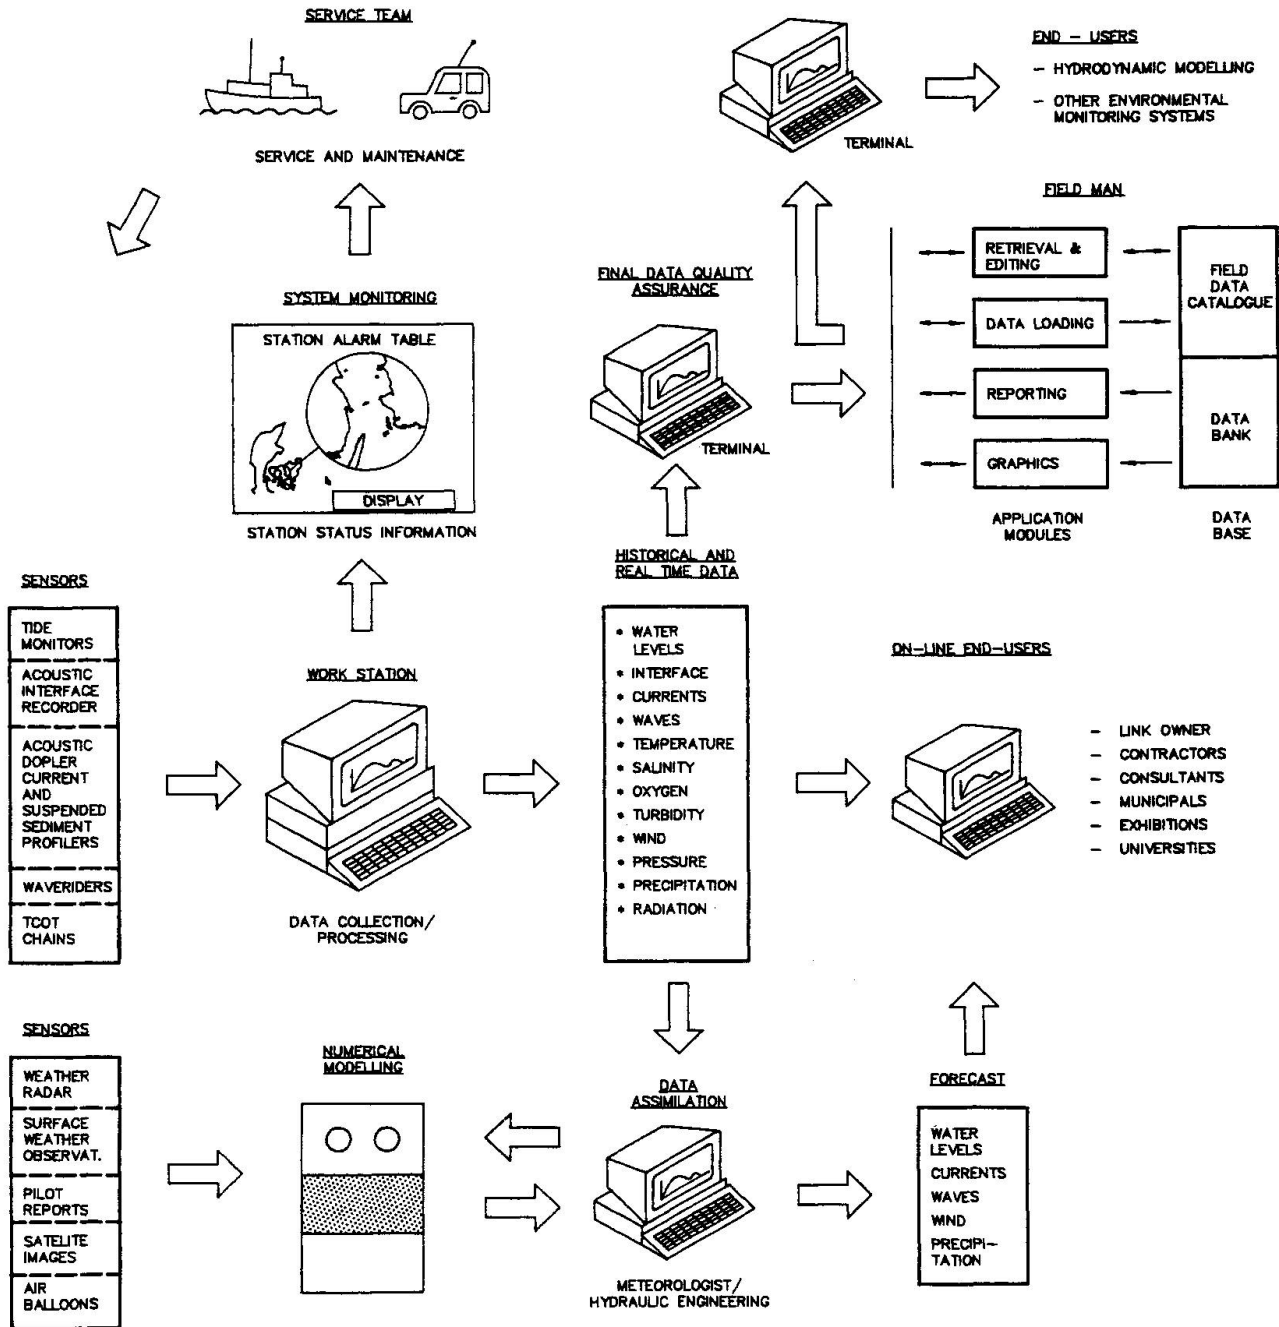 SERVICE TEAM
SERVICE AND MAINTENANCE
TERMINAL
END - USERS
- HYDRODYNAMIC MODELLING
- OTHER ENVIRONMENTAL
MONITORING SYSTEMS
SYSTEM MONITORING
STATION ALARM TABLE
DISPLAY
STATION STATUS INFORMATION
FINAL DATA QUALITY
ASSURANCE
TERMINAL
FIELD MAN
RETRIEVAL &
EDITING
DATA LOADING
REPORTING
GRAPHICS
APPLICATION
MODULES
FIELD
DATA
CATALOGUE
DATA
BANK
DATA
BASE
SENSORS
TIDE
MONITORS
ACOUSTIC
INTERFACE
RECORDER
ACOUSTIC
DOPLER
CURRENT
AND
SUSPENDED
SEDIMENT
PROFILERS
WAVERIDERS
TCOT
CHAINS
WORK STATION
DATA COLLECTION/
PROCESSING
HISTORICAL AND
REAL TIME DATA
* WATER
LEVELS
* INTERFACE
* CURRENTS
* WAVES
* TEMPERATURE
* SALINITY
* OXYGEN
* TURBIDITY
* WIND
* PRESSURE
* PRECIPITATION
* RADIATION
ON-LINE END-USERS
- LINK OWNER
- CONTRACTORS
- CONSULTANTS
- MUNICIPALS
- EXHIBITIONS
- UNIVERSITIES
SENSORS
WEATHER
RADAR
SURFACE
WEATHER
OBSERVAT.
PILOT
REPORTS
SATELITE
IMAGES
AIR
BALLOONS
NUMERICAL
MODELLING
DATA
ASSIMILATION
METEOROLOGIST/
HYDRAULIC ENGINEERING
FORECAST
WATER
LEVELS
CURRENTS
WAVES
WIND
PRECIPI-
TATION